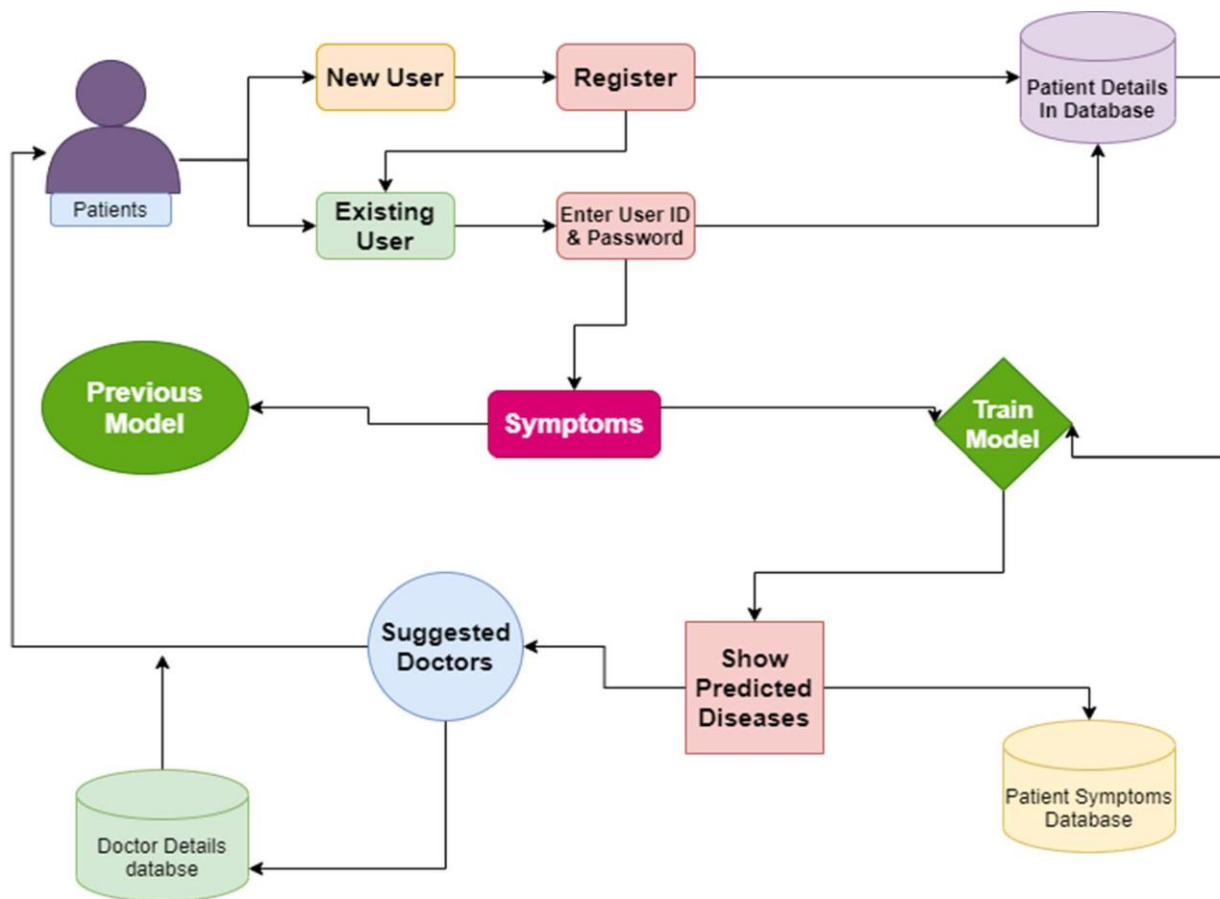 New User
Register
Patient Details
In Database
Patients
Existing
User
Enter User ID
& Password
Previous
Model
Symptoms
Train
Model
Suggested
Doctors
Show
Predicted
Diseases
Patient Symptoms
Database
Doctor Details
databse